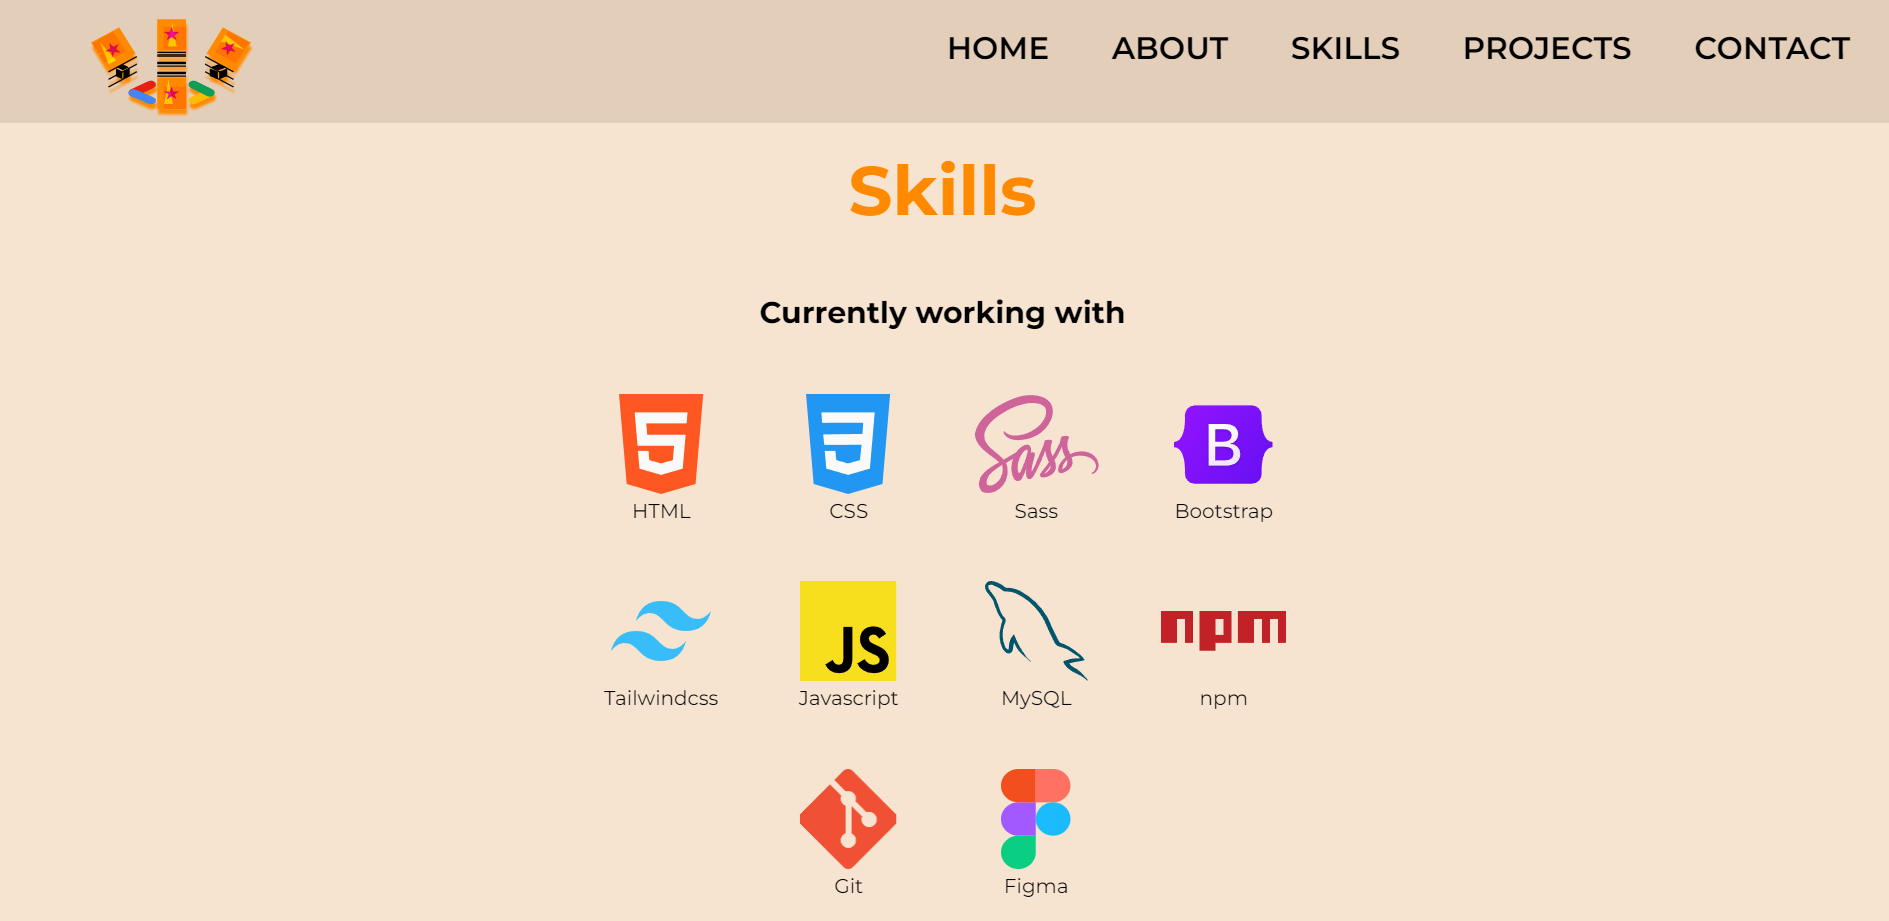 HOME ABOUT SKILLS PROJECTS CONTACT
Skills
Currently working with
5 3 Sass B
HTML CSS Sass Bootstrap
JS npm
Tailwindcss Javascript MySQL npm
Git Figma